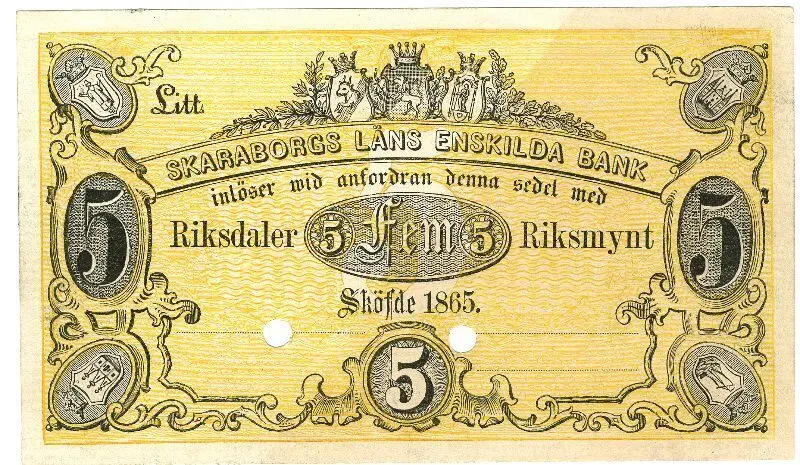 Litt.
SKARABORGS LÄNS ENSKILDA BANK
inlöser wid anfordran denna sedel med
5 Riksdaler 5 Fem 5 Riksmynt 5
Sköfde 1865.
5